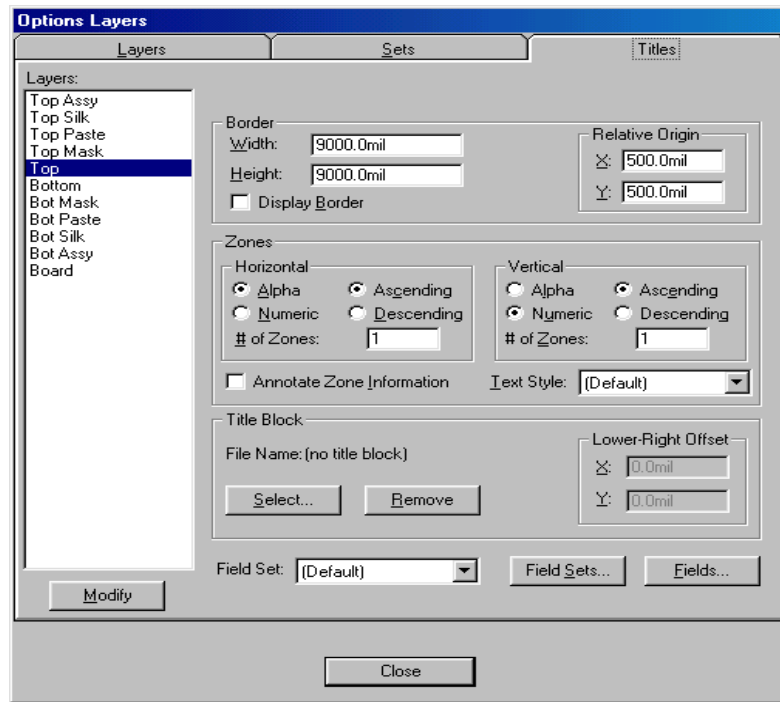 Options Layers
Layers Sets Titles
Layers:
Top Assy
Top Silk
Top Paste
Top Mask
Top
Bottom
Bot Mask
Bot Paste
Bot Silk
Bot Assy
Board
Modify
Border
Width: 9000.0mil
Height: 9000.0mil
Display Border
Relative Origin
X: 500.0mil
Y: 500.0mil
Zones
Horizontal
Alpha Ascending
Numeric Descending
# of Zones: 1
Vertical
Alpha Ascending
Numeric Descending
# of Zones: 1
Annotate Zone Information Text Style: (Default)
Title Block
File Name: (no title block)
Select... Remove
Lower-Right Offset
X: 0.0mil
Y: 0.0mil
Field Set: (Default) Field Sets... Fields...
Close